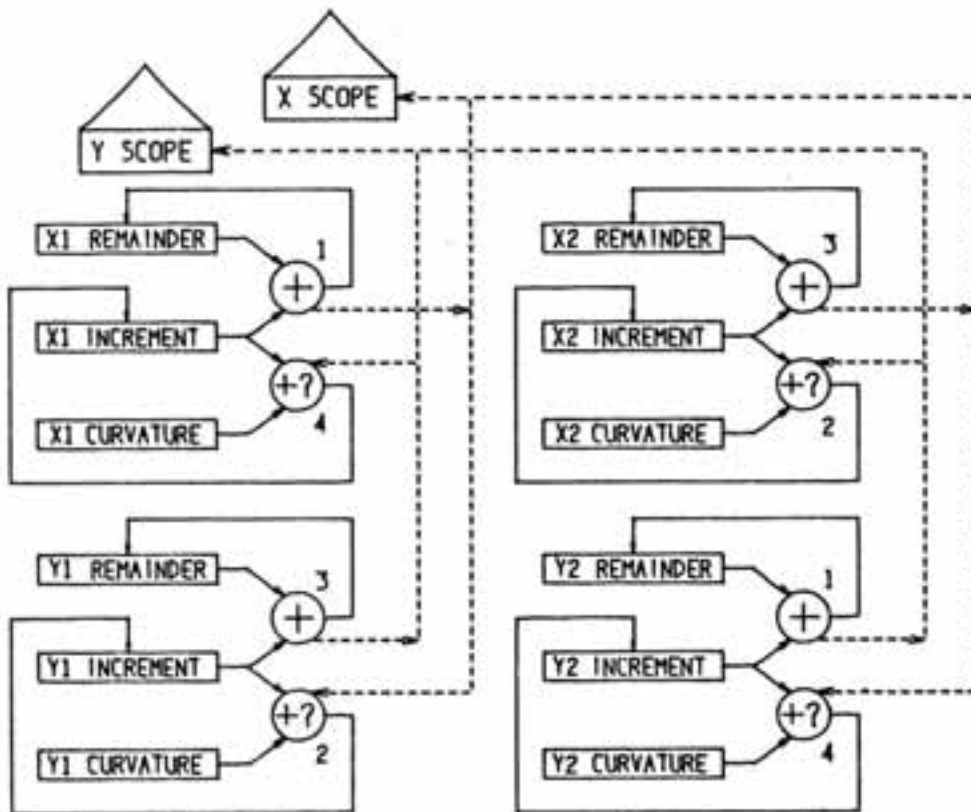 X SCOPE
Y SCOPE
X1 REMAINDER
1
+
X1 INCREMENT
+?
X1 CURVATURE
4
X2 REMAINDER
3
+
X2 INCREMENT
+?
X2 CURVATURE
2
Y1 REMAINDER
3
+
Y1 INCREMENT
+?
Y1 CURVATURE
2
Y2 REMAINDER
1
+
Y2 INCREMENT
+?
Y2 CURVATURE
4